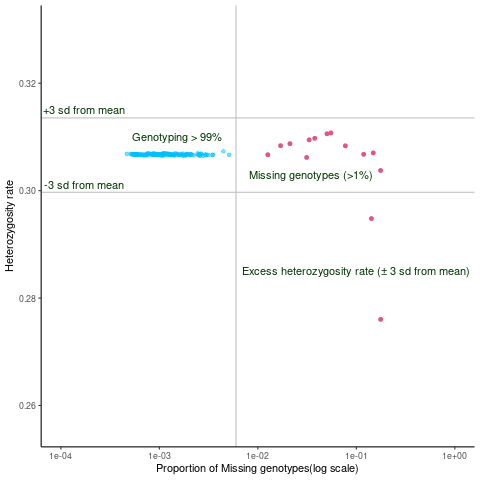 0.32
+3 sd from mean
Genotyping > 99%
Missing genotypes (>1%)
-3 sd from mean
0.30
Heterozygosity rate
Excess heterozygosity rate (± 3 sd from mean)
0.28
0.26
1e-04 1e-03 1e-02 1e-01 1e+00
Proportion of Missing genotypes(log scale)